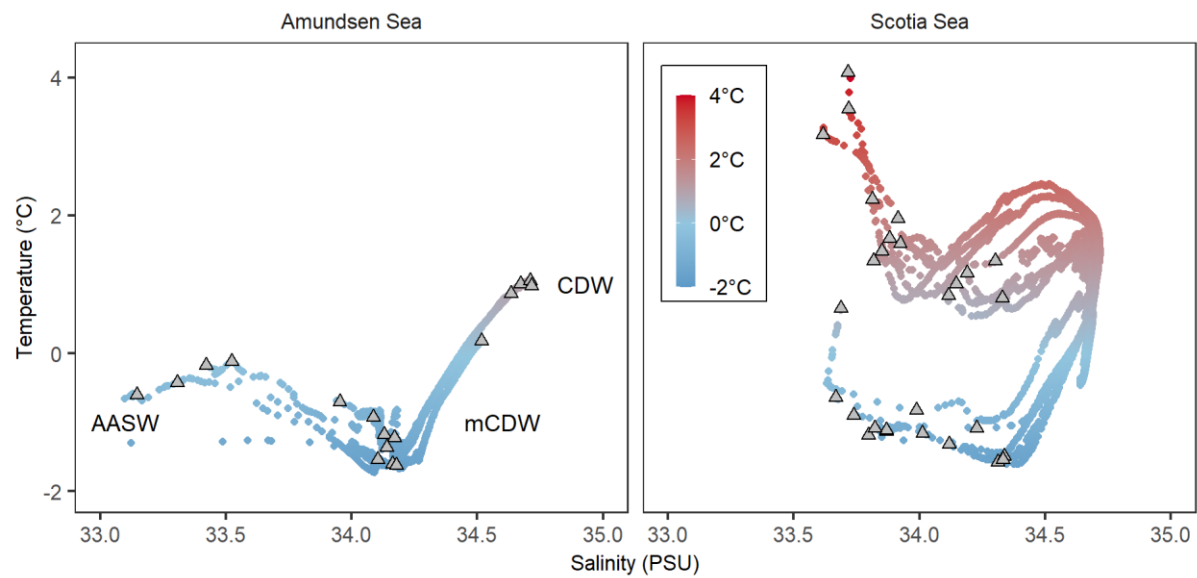 Amundsen Sea
Scotia Sea
Temperature (°C)
4
2
0
-2
AASW
mCDW
CDW
4°C
2°C
0°C
-2°C
33.0 33.5 34.0 34.5 35.0
33.0 33.5 34.0 34.5 35.0
Salinity (PSU)